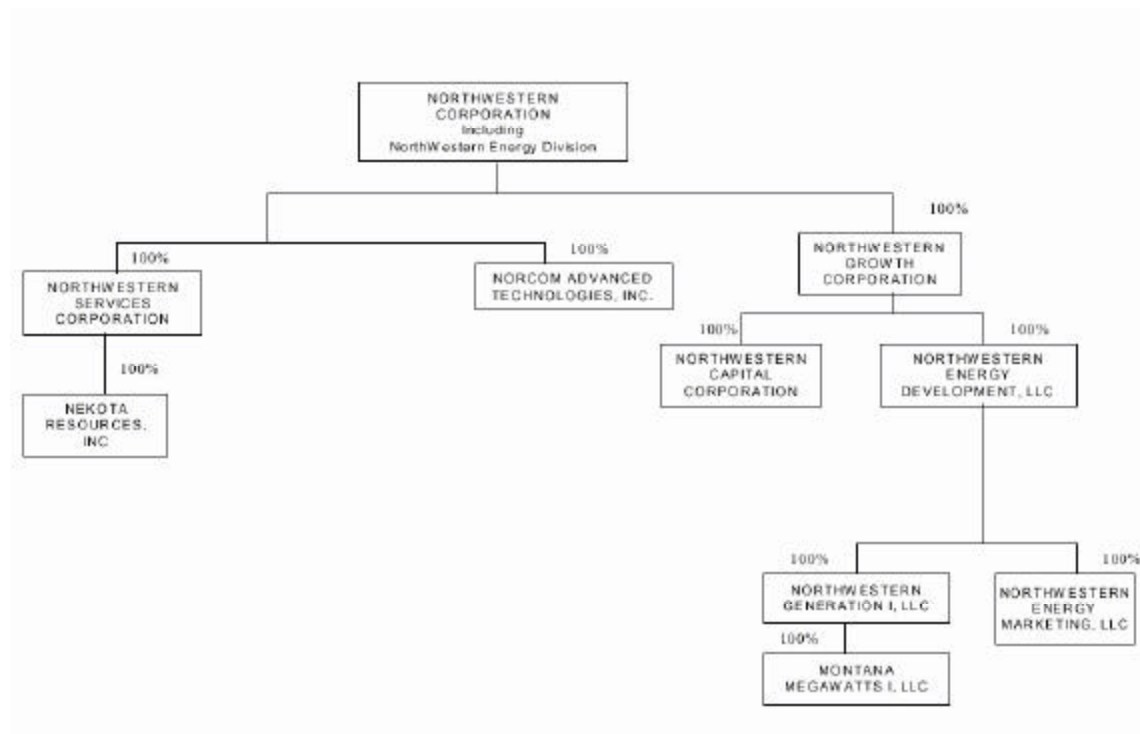 NORTHWESTERN
CORPORATION
Including
NorthWestern Energy Division
100%
100%
100%
NORTHWESTERN
GROWTH
CORPORATION
NORTHWESTERN
SERVICES
CORPORATION
NORCOM ADVANCED
TECHNOLOGIES, INC.
100%
100%
100%
NORTHWESTERN
CAPITAL
CORPORATION
NORTHWESTERN
ENERGY
DEVELOPMENT, LLC
NEKOTA
RESOURCES,
INC
100%
100%
NORTHWESTERN
GENERATION I, LLC
NORTHWESTERN
ENERGY
MARKETING, LLC
100%
MONTANA
MEGAWATTS I, LLC